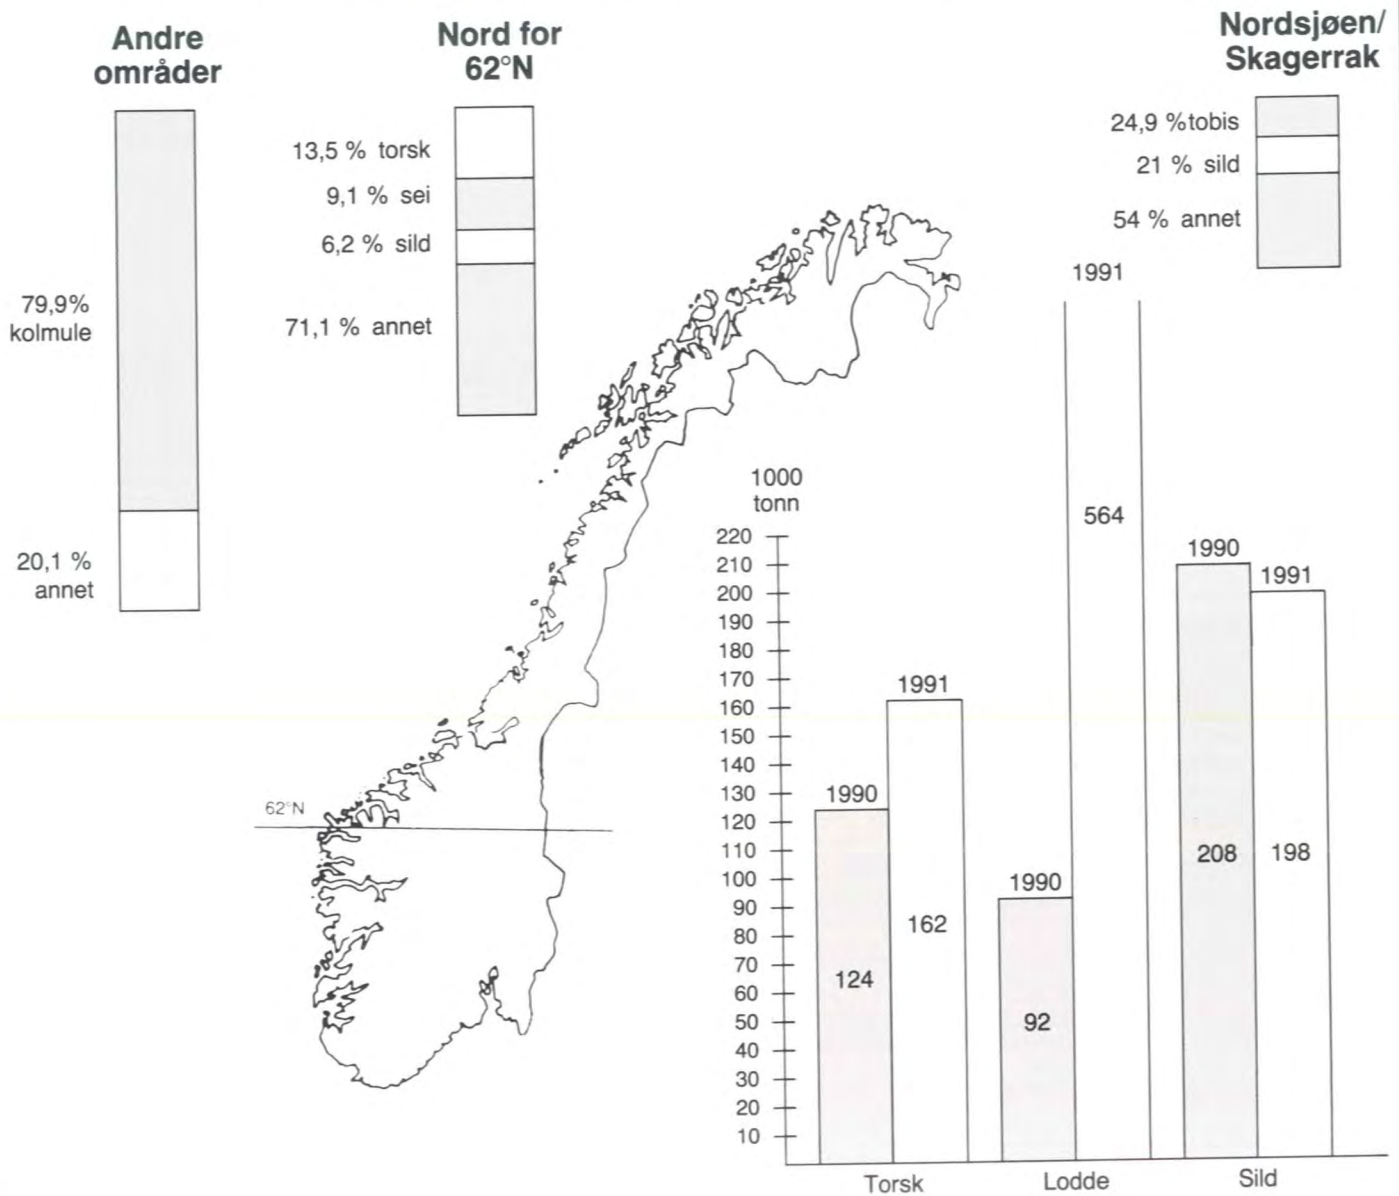 Andre
områder
79,9%
kolmule
20,1 %
annet
Nord for
62°N
13,5 % torsk
9,1 % sei
6,2 % sild
71,1 % annet
Nordsjøen/
Skagerrak
24,9 %tobis
21 % sild
54 % annet
62°N
1000
tonn
220
210
200
190
180
170
160
150
140
130
120
110
100
90
80
70
60
50
40
30
20
10
1990
124
1991
162
Torsk
1990
92
1991
564
Lodde
1990
208
1991
198
Sild